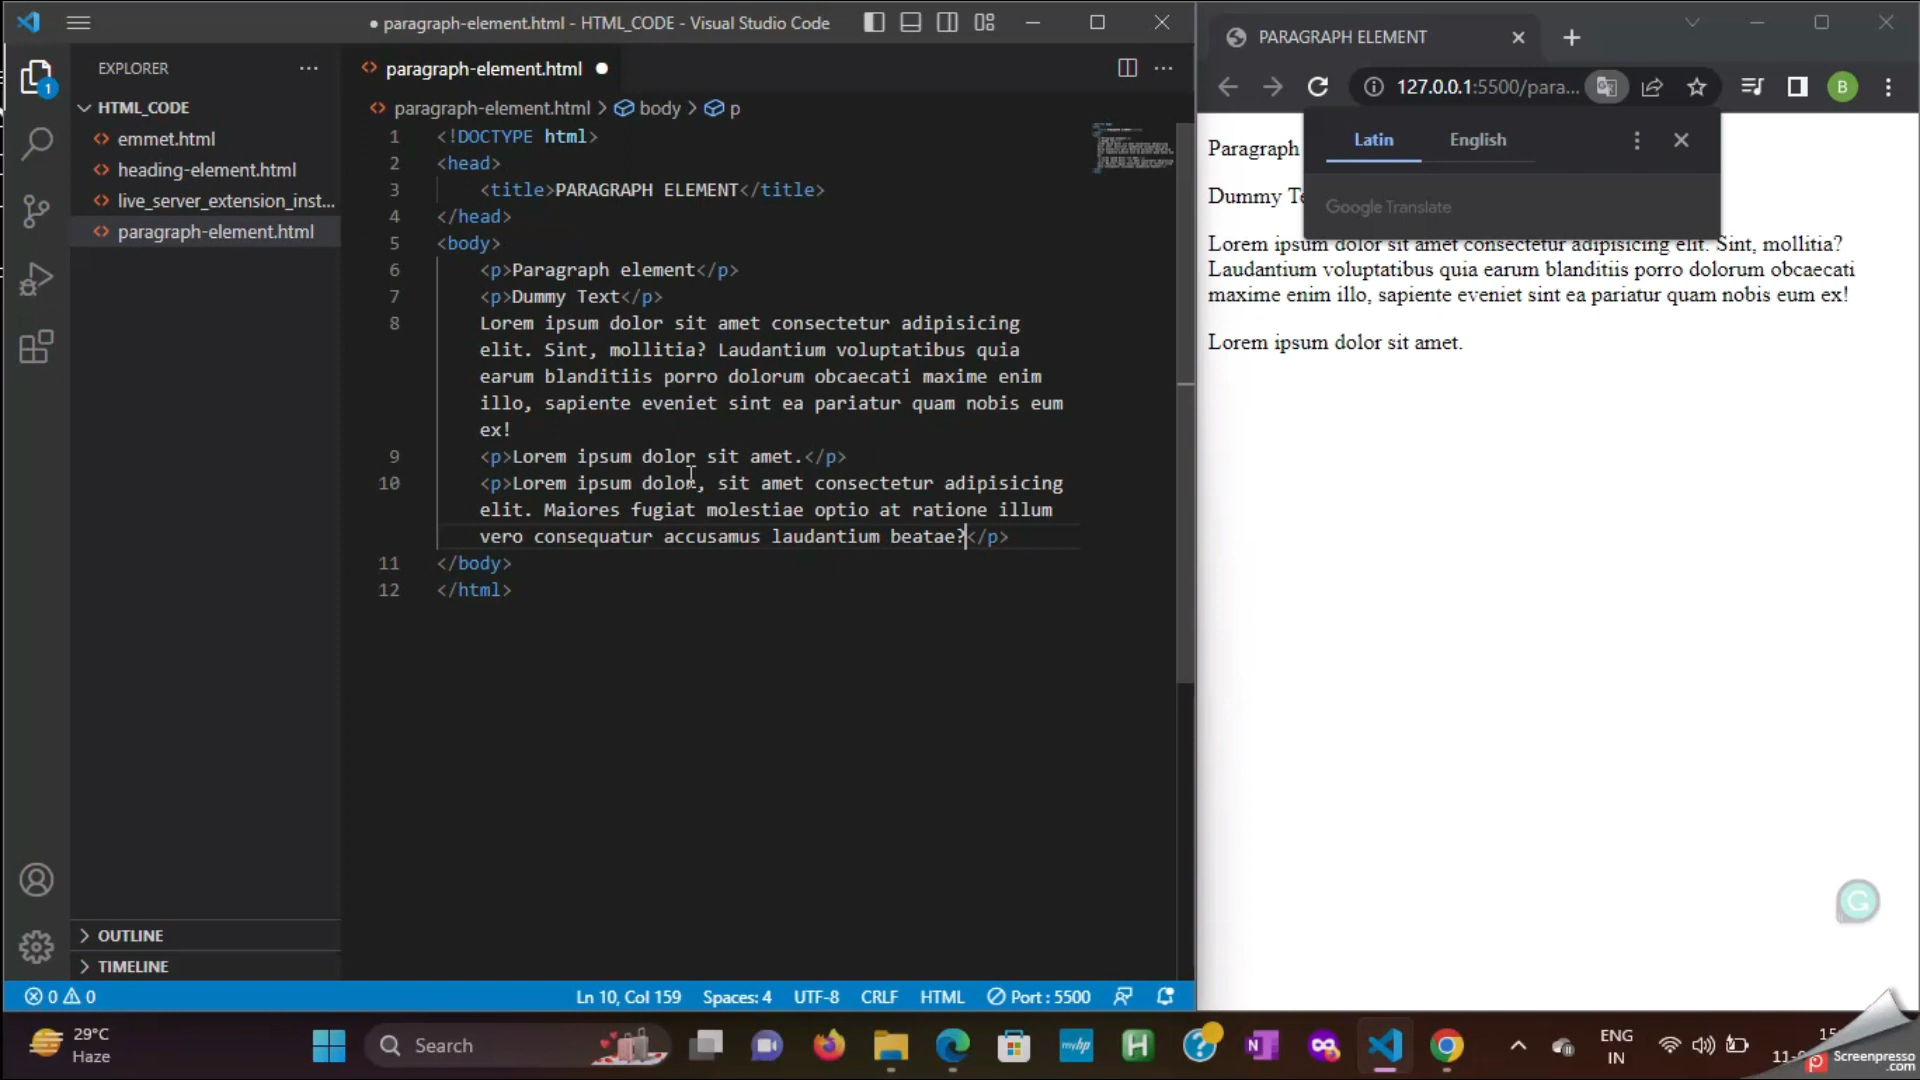 paragraph-element.html - HTML_CODE - Visual Studio Code
EXPLORER
1
HTML_CODE
emmet.html
heading-element.html
live_server_extension_inst...
paragraph-element.html
OUTLINE
TIMELINE
paragraph-element.html
paragraph-element.html > body > p
1 <!DOCTYPE html>
2 <head>
3 <title>PARAGRAPH ELEMENT</title>
4 </head>
5 <body>
6 <p>Paragraph element</p>
7 <p>Dummy Text</p>
8 Lorem ipsum dolor sit amet consectetur adipisicing
elit. Sint, mollitia? Laudantium voluptatibus quia
earum blanditiis porro dolorum obcaecati maxime enim
illo, sapiente eveniet sint ea pariatur quam nobis eum
ex!
9 <p>Lorem ipsum dolor sit amet.</p>
10 <p>Lorem ipsum dolor, sit amet consectetur adipisicing
elit. Maiores fugiat molestiae optio at ratione illum
vero consequatur accusamus laudantium beatae?</p>
11 </body>
12 </html>
0 0 Ln 10, Col 159 Spaces: 4 UTF-8 CRLF HTML Port : 5500
PARAGRAPH ELEMENT
127.0.0.1:5500/para... B
Latin English
Google Translate
Paragraph
Dummy Te
Lorem ipsum dolor sit amet consectetur adipisicing elit. Sint, mollitia?
Laudantium voluptatibus quia earum blanditiis porro dolorum obcaecati
maxime enim illo, sapiente eveniet sint ea pariatur quam nobis eum ex!
Lorem ipsum dolor sit amet.
G
29°C
Haze
Search
myhp
H
N
ENG
IN
Screenpresso
.com